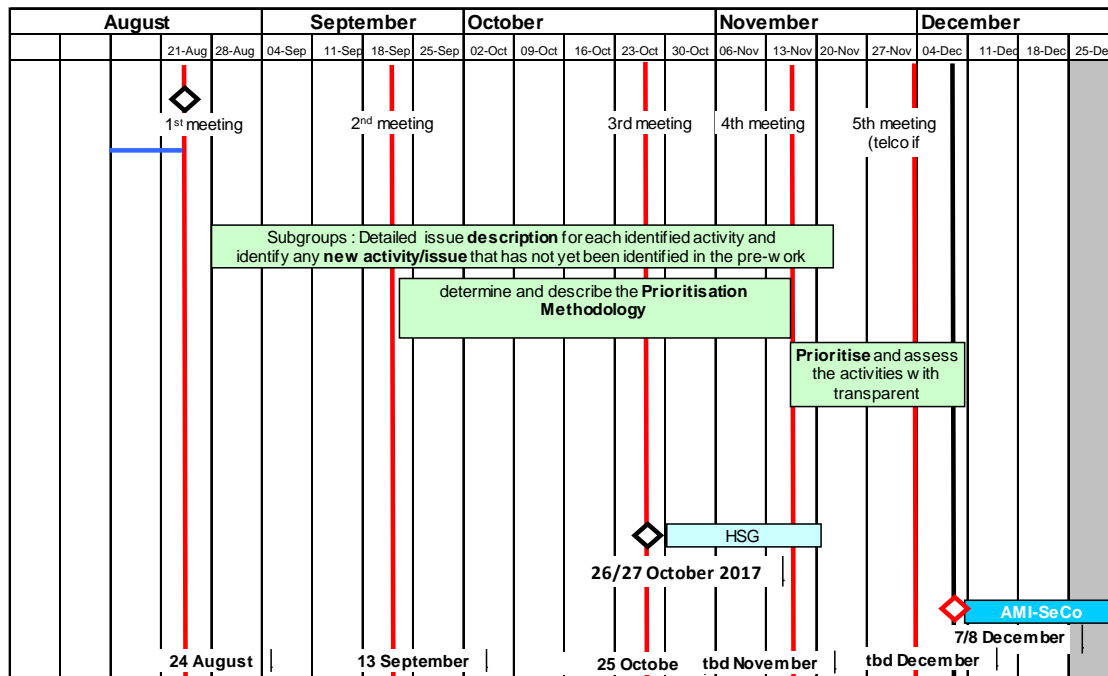 August September October November December
21-Aug 28-Aug 04-Sep 11-Sep 18-Sep 25-Sep 02-Oct 09-Oct 16-Oct 23-Oct 30-Oct 06-Nov 13-Nov 20-Nov 27-Nov 04-Dec 11-Dec 18-Dec 25-De
1st meeting 2nd meeting 3rd meeting 4th meeting 5th meeting
(telco if
Subgroups : Detailed issue description for each identified activity and
identify any new activity/issue that has not yet been identified in the pre-work
determine and describe the Prioritisation
Methodology
Prioritise and assess
the activities with
transparent
HSG
26/27 October 2017
AMI-SeCo
7/8 December
24 August 13 September 25 Octobe tbd November tbd December